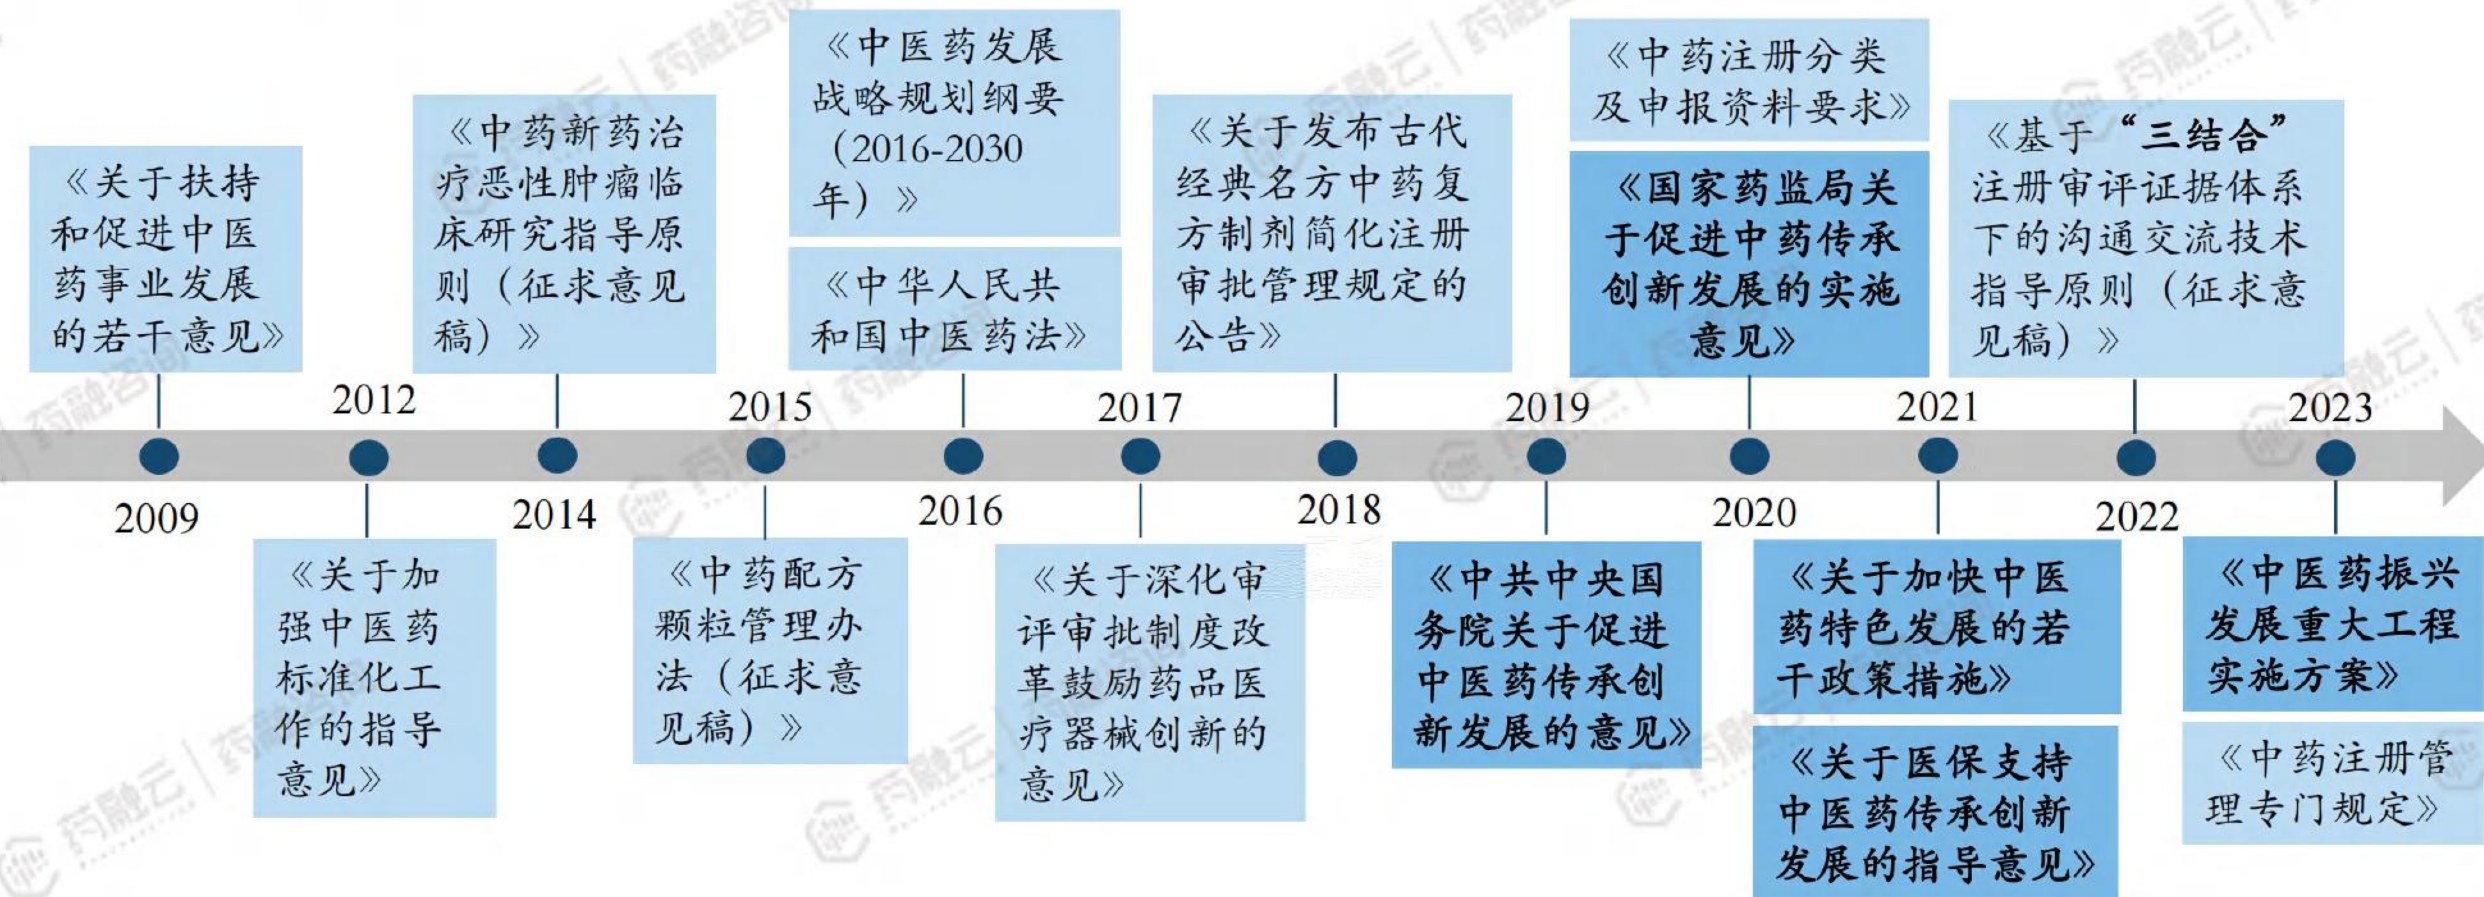 《关于扶持
和促进中医
药事业发展
的若干意见》
2009
2012
《关于加
强中医药
标准化工
作的指导
意见》
《中药新药治
疗恶性肿瘤临
床研究指导原
则（征求意见
稿）》
2014
2015
《中药配方
颗粒管理办
法（征求意
见稿）》
《中医药发展
战略规划纲要
（2016-2030
年）》
《中华人民共
和国中医药法》
2016
2017
《关于深化审
评审批制度改
革鼓励药品医
疗器械创新的
意见》
《关于发布古代
经典名方中药复
方制剂简化注册
审批管理规定的
公告》
2018
2019
《中共中央国
务院关于促进
中医药传承创
新发展的意见》
《中药注册分类
及申报资料要求》
《国家药监局关
于促进中药传承
创新发展的实施
意见》
2020
2021
《关于加快中医
药特色发展的若
干政策措施》
《关于医保支持
中医药传承创新
发展的指导意见》
《基于“三结合”
注册审评证据体系
下的沟通交流技术
指导原则（征求意
见稿）》
2022
2023
《中医药振兴
发展重大工程
实施方案》
《中药注册管
理专门规定》
药融云|药融咨询